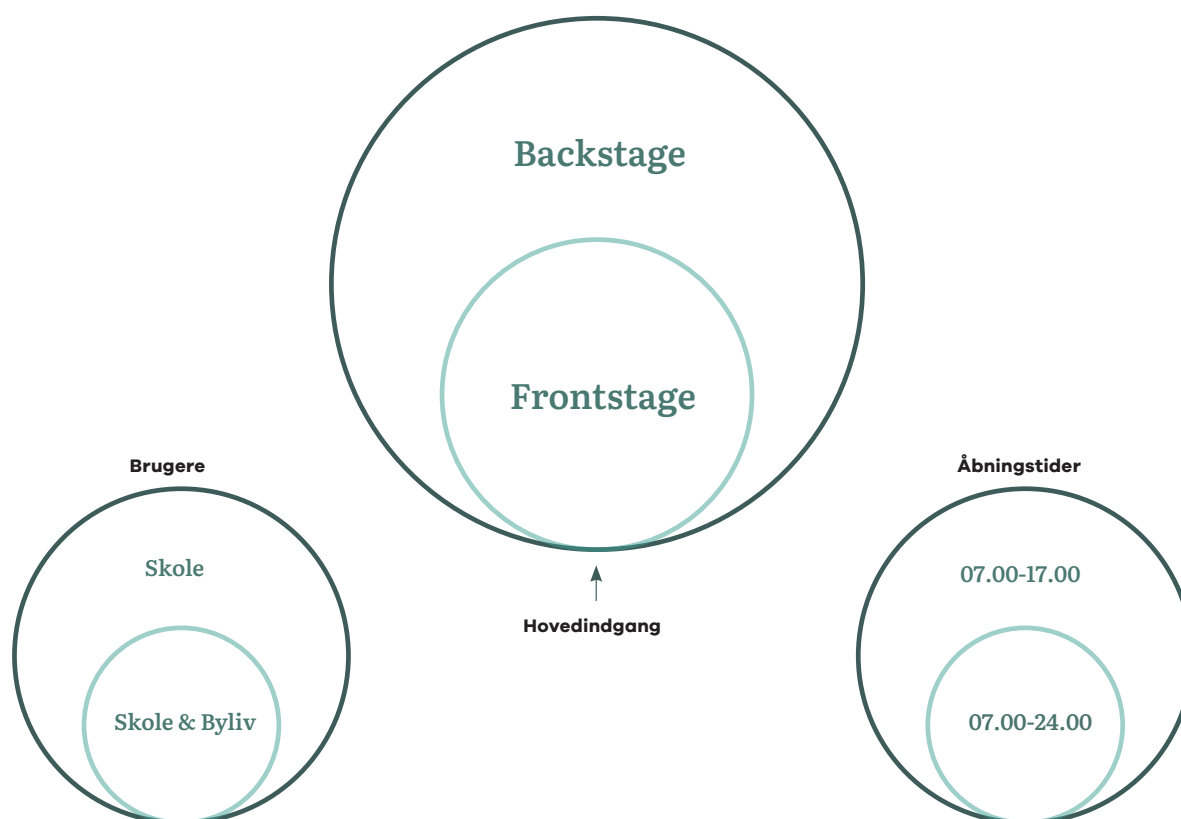 Backstage
Frontstage
Hovedindgang
Brugere
Skole
Skole & Byliv
Åbningstider
07.00-17.00
07.00-24.00